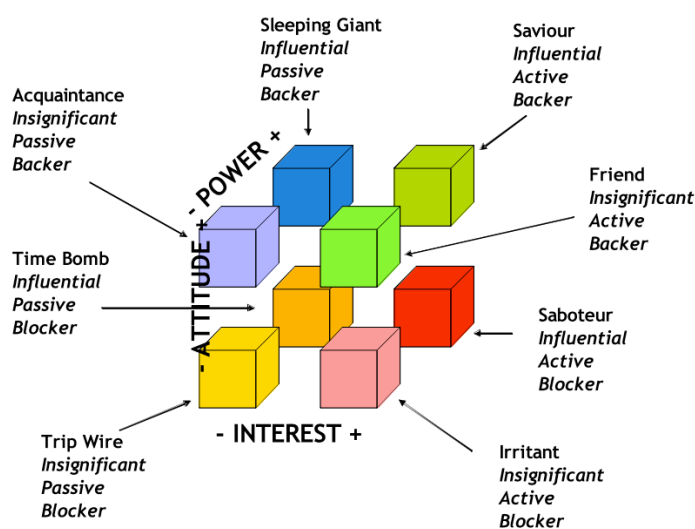 Sleeping Giant
Influential
Passive
Backer
Saviour
Influential
Active
Backer
Acquaintance
Insignificant
Passive
Backer
- POWER +
Friend
Insignificant
Active
Backer
- ATTITUDE +
Time Bomb
Influential
Passive
Blocker
Saboteur
Influential
Active
Blocker
- INTEREST +
Trip Wire
Insignificant
Passive
Blocker
Irritant
Insignificant
Active
Blocker